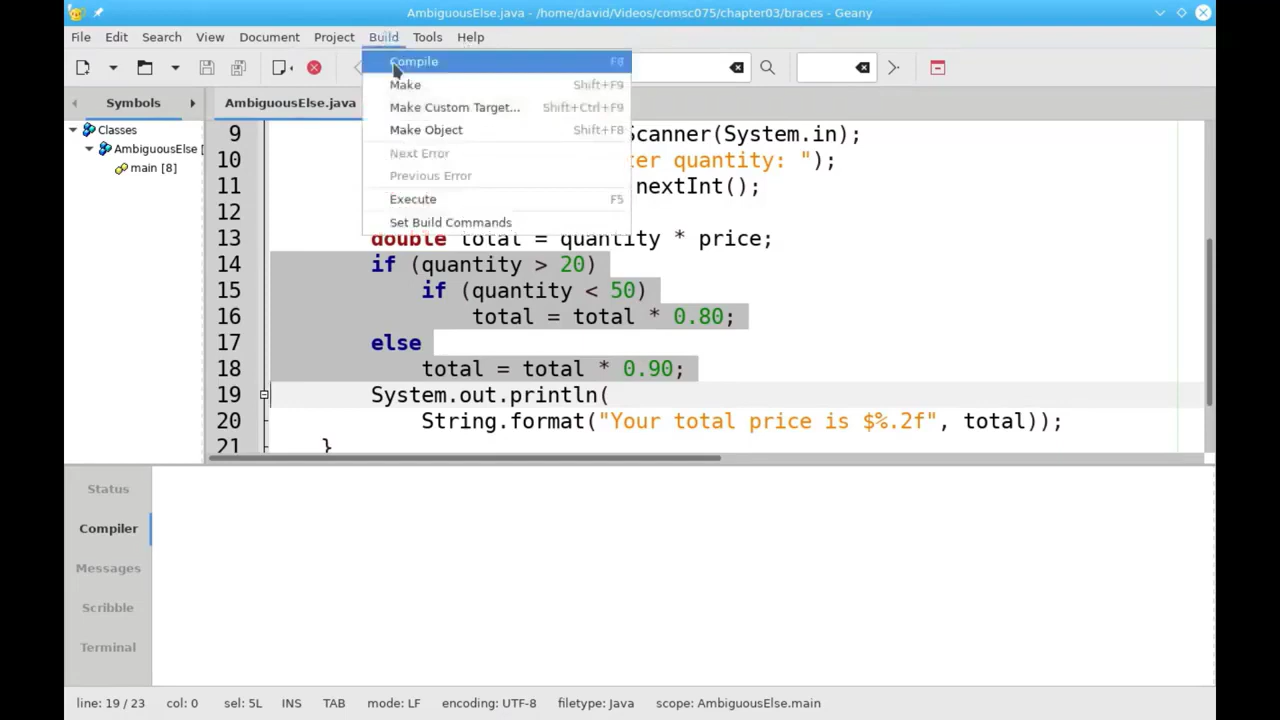 AmbiguousElse.java - /home/david/Videos/comsc075/chapter03/braces - Geany
File Edit Search View Document Project Build Tools Help
Compile F8
Make Shift+F9
Make Custom Target... Shift+Ctrl+F9
Make Object Shift+F8
Next Error
Previous Error
Execute F5
Set Build Commands
Symbols
Classes
AmbiguousElse [
main [8]
AmbiguousElse.java
9 Scanner(System.in);
10 er quantity: ");
11 nextInt();
12
13 double total = quantity * price;
14 if (quantity > 20)
15 if (quantity < 50)
16 total = total * 0.80;
17 else
18 total = total * 0.90;
19 System.out.println(
20 String.format("Your total price is $%.2f", total));
21 }
Status
Compiler
Messages
Scribble
Terminal
line: 19 / 23 col: 0 sel: 5L INS TAB mode: LF encoding: UTF-8 filetype: Java scope: AmbiguousElse.main